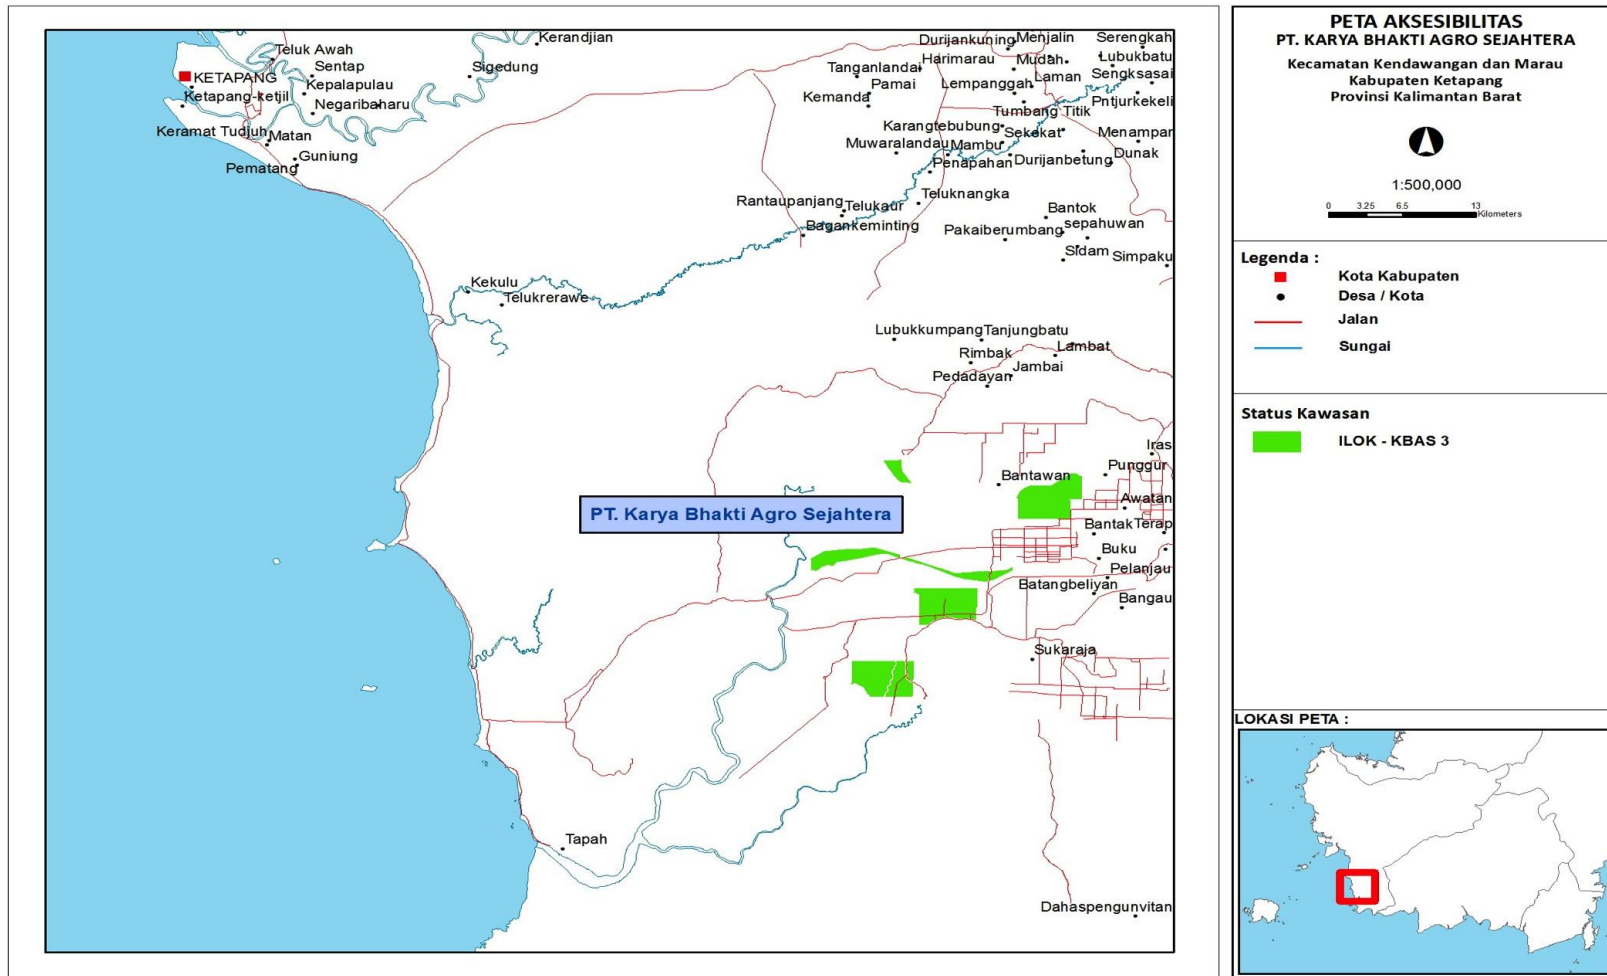 PETA AKSESIBILITAS
PT. KARYA BHAKTI AGRO SEJAHTERA
Kecamatan Kendawangan dan Marau
Kabupaten Ketapang
Provinsi Kalimantan Barat
1:500,000
0 3.25 6.5 13
Kilometers
Legenda :
Kota Kabupaten
Desa / Kota
Jalan
Sungai
Status Kawasan
ILOK - KBAS 3
LOKASI PETA :
Kerandjian
Teluk Awah
Sentap
Sigedung
KETAPANG
Kepalapulau
Ketapang-ketjil
Negaribaharu
Keramat Tudjuh
Matan
Guniung
Pematang
Durijankuning
Menjalin
Serengkah
Harimarau
Mudah
Lubukbatu
Tanganlandai
Laman
Sengksasai
Pamai
Lempanggah
Kemanda
Pntjurkekeli
Tumbang Titik
Karangtebubung
Sekekat
Menampar
Muwaralandau
Mambu
Penapahan
Durijanbetung
Dunak
Rantaupanjang
Telukaur
Teluknangka
Bantok
Bagankeminting
Pakaiberumbang
sepahuwan
Sidam
Simpaku
Kekulu
Telukrerawe
Lubukkumpang
Tanjungbatu
Rimbak
Lambat
Pedadayan
Jambai
Iras
Bantawan
Punggur
PT. Karya Bhakti Agro Sejahtera
Awatan
Bantak
Terap
Buku
Pelanjau
Batangbeliyan
Bangau
Sukaraja
Tapah
Dahaspengunvitan